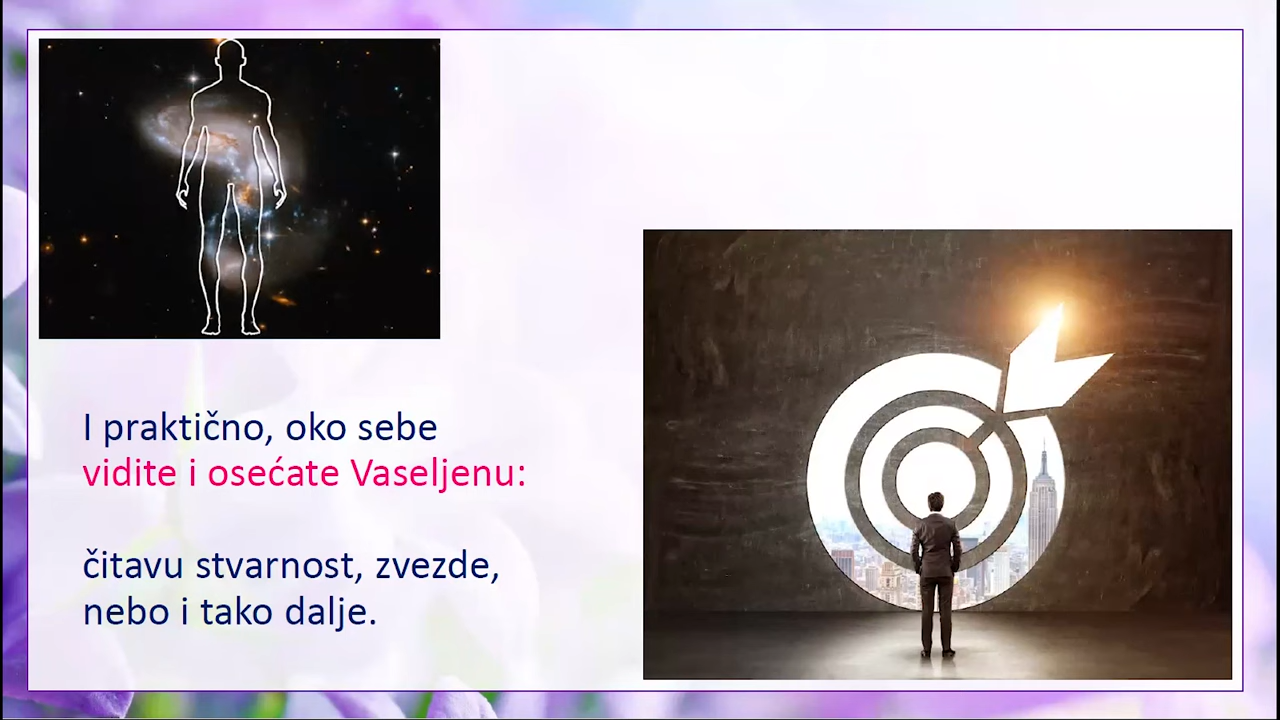 I praktično, oko sebe
vidite i osećate Vaseljenu:
čitavu stvarnost, zvezde,
nebo i tako dalje.